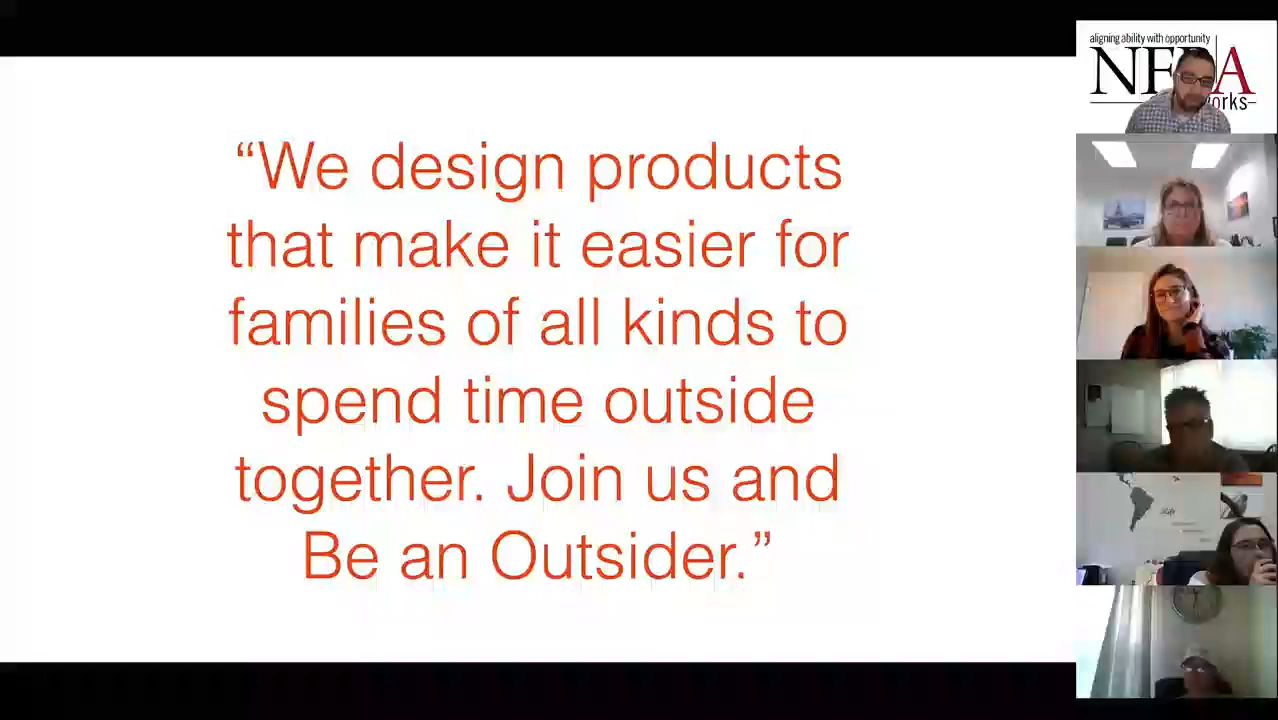 “We design products
that make it easier for
families of all kinds to
spend time outside
together. Join us and
Be an Outsider.”
aligning ability with opportunity